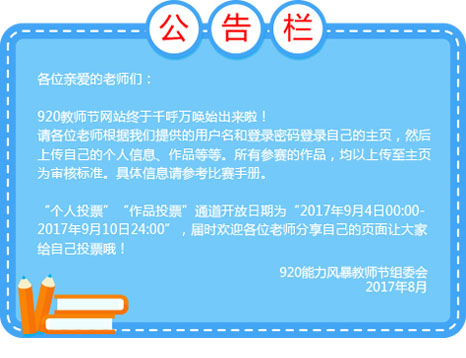 公告栏
各位亲爱的老师们：
920教师节网站终于千呼万唤始出来啦！
请各位老师根据我们提供的用户名和登录密码登录自己的主页，然后
上传自己的个人信息、作品等等。所有参赛的作品，均以上传至主页
为审核标准。具体信息请参考比赛手册。
“个人投票”“作品投票”通道开放日期为“2017年9月4日00:00-
2017年9月10日24:00”，届时欢迎各位老师分享自己的页面让大家
给自己投票哦！
920能力风暴教师节组委会
2017年8月